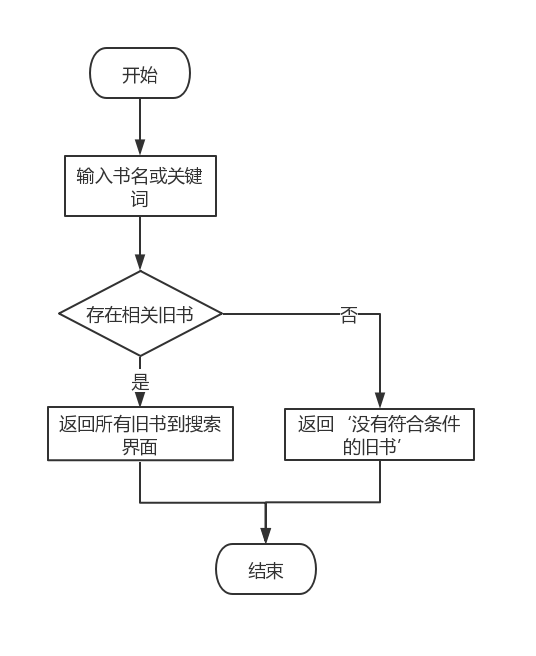 开始
输入书名或关键
词
存在相关旧书
否
是
返回所有旧书到搜索
界面
返回‘没有符合条件
的旧书’
结束